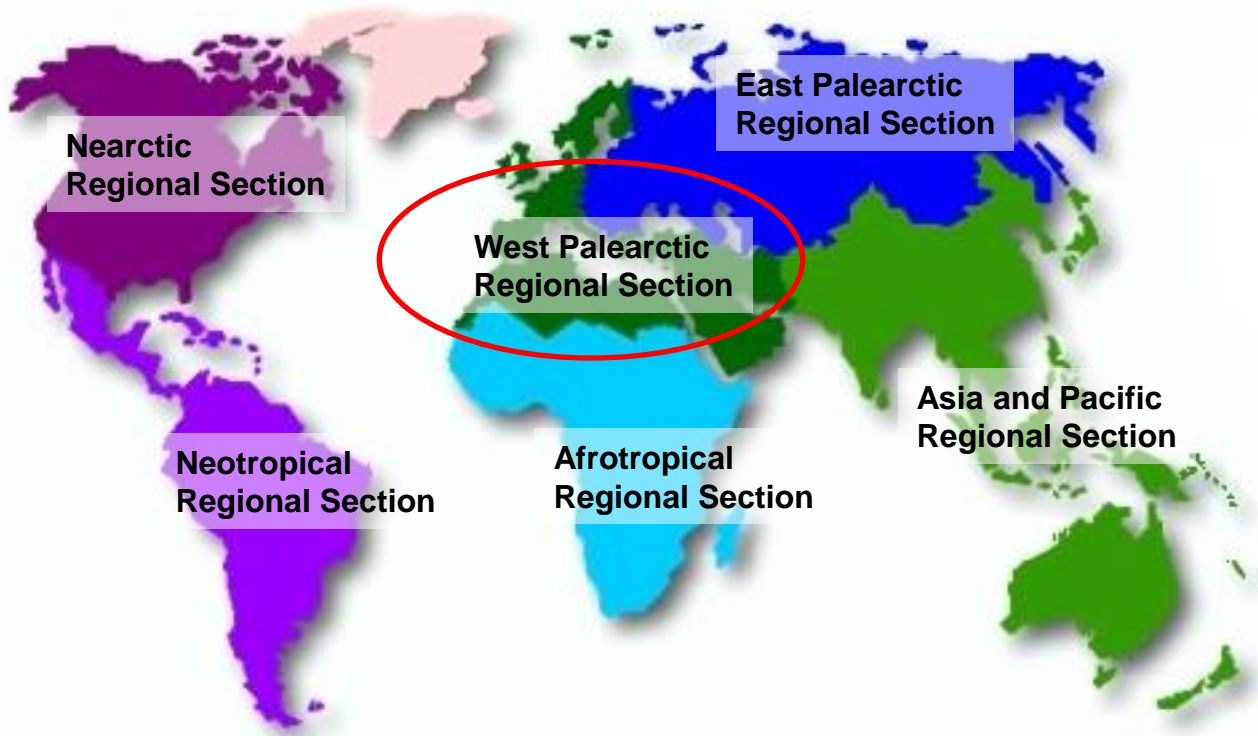 East Palearctic
Regional Section
Nearctic
Regional Section
West Palearctic
Regional Section
Asia and Pacific
Regional Section
Neotropical
Regional Section
Afrotropical
Regional Section